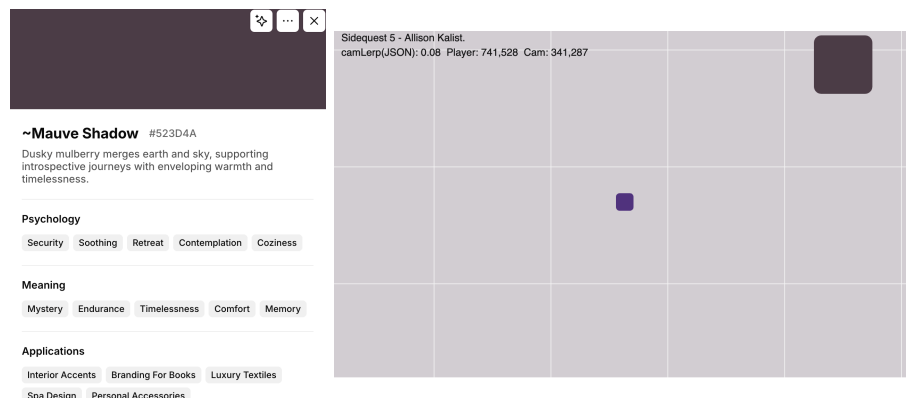 ~Mauve Shadow #523D4A
Dusky mulberry merges earth and sky, supporting
introspective journeys with enveloping warmth and
timelessness.
Psychology
Security Soothing Retreat Contemplation Coziness
Meaning
Mystery Endurance Timelessness Comfort Memory
Applications
Interior Accents Branding For Books Luxury Textiles
Spa Design Personal Accessories
Sidequest 5 - Allison Kalist.
camLerp(JSON): 0.08 Player: 741,528 Cam: 341,287